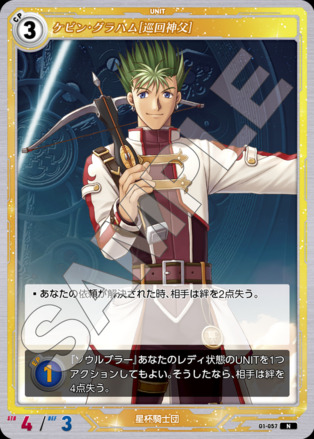 UNIT
CP
3
ケビン・グラハム[巡回神父]
SAMPLE
・あなたの依頼が解決された時、相手は絆を2点失う。
1
『ソウルブラー』あなたのレディ状態のUNITを1つ
アクションしてもよい。そうしたなら、相手は絆を
4点失う。
ATK 4 / DEF 3
星杯騎士団
01-057 N